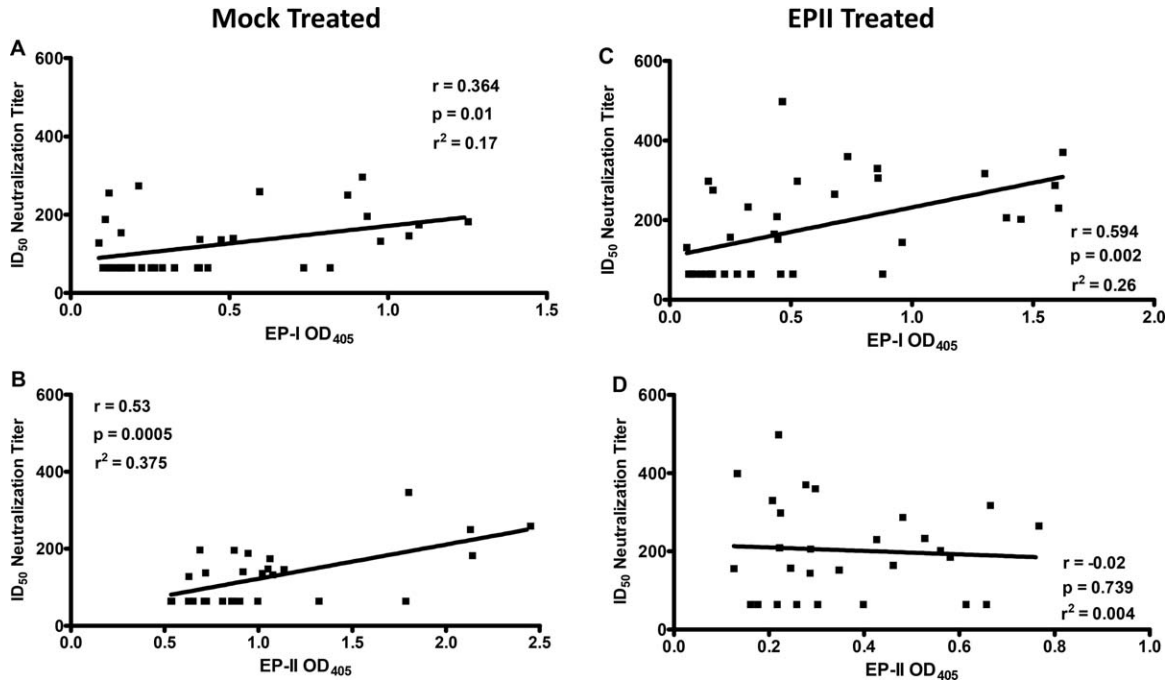 Mock Treated
EPII Treated
A
600
400
200
0
ID50 Neutralization Titer
r = 0.364
p = 0.01
r² = 0.17
0.0 0.5 1.0 1.5
EP-I OD405
C
600
400
200
0
ID50 Neutralization Titer
r = 0.594
p = 0.002
r² = 0.26
0.0 0.5 1.0 1.5 2.0
EP-I OD405
B
600
400
200
0
ID50 Neutralization Titer
r = 0.53
p = 0.0005
r² = 0.375
0.0 0.5 1.0 1.5 2.0 2.5
EP-II OD405
D
600
400
200
0
ID50 Neutralization Titer
r = -0.02
p = 0.739
r² = 0.004
0.0 0.2 0.4 0.6 0.8 1.0
EP-II OD405